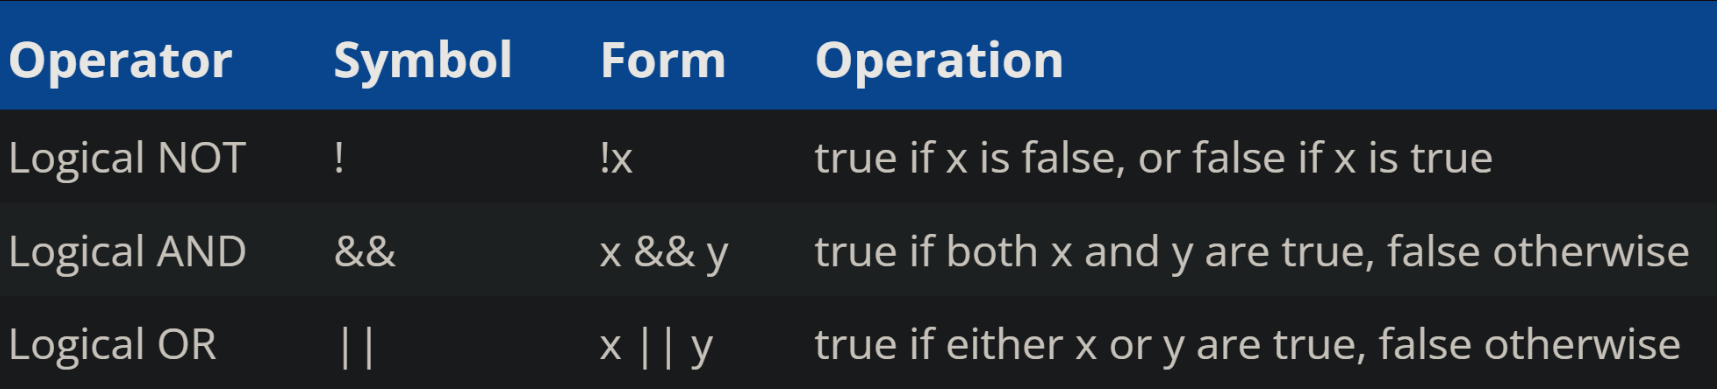 Operator Symbol Form Operation
Logical NOT ! !x true if x is false, or false if x is true
Logical AND && x && y true if both x and y are true, false otherwise
Logical OR || x || y true if either x or y are true, false otherwise